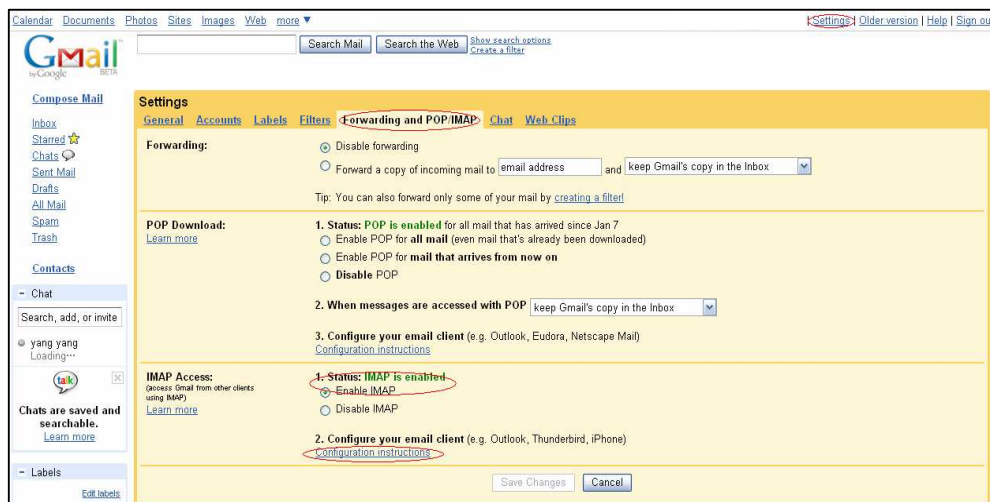 Calendar Documents Photos Sites Images Web more ▼
Settings | Older version | Help | Sign ou
Gmail
by Google BETA
Search Mail Search the Web Show search options
Create a filter
Compose Mail
Inbox
Starred
Chats
Sent Mail
Drafts
All Mail
Spam
Trash
Contacts
− Chat
Search, add, or invite
yang yang
Loading···
talk
Chats are saved and
searchable.
Learn more
− Labels
Edit labels
Settings
General Accounts Labels Filters Forwarding and POP/IMAP Chat Web Clips
Forwarding:
Disable forwarding
Forward a copy of incoming mail to email address and keep Gmail's copy in the Inbox
Tip: You can also forward only some of your mail by creating a filter!
POP Download:
Learn more
1. Status: POP is enabled for all mail that has arrived since Jan 7
Enable POP for all mail (even mail that's already been downloaded)
Enable POP for mail that arrives from now on
Disable POP
2. When messages are accessed with POP keep Gmail's copy in the Inbox
3. Configure your email client (e.g. Outlook, Eudora, Netscape Mail)
Configuration instructions
IMAP Access:
(access Gmail from other clients
using IMAP)
Learn more
1. Status: IMAP is enabled
Enable IMAP
Disable IMAP
2. Configure your email client (e.g. Outlook, Thunderbird, iPhone)
Configuration instructions
Save Changes Cancel